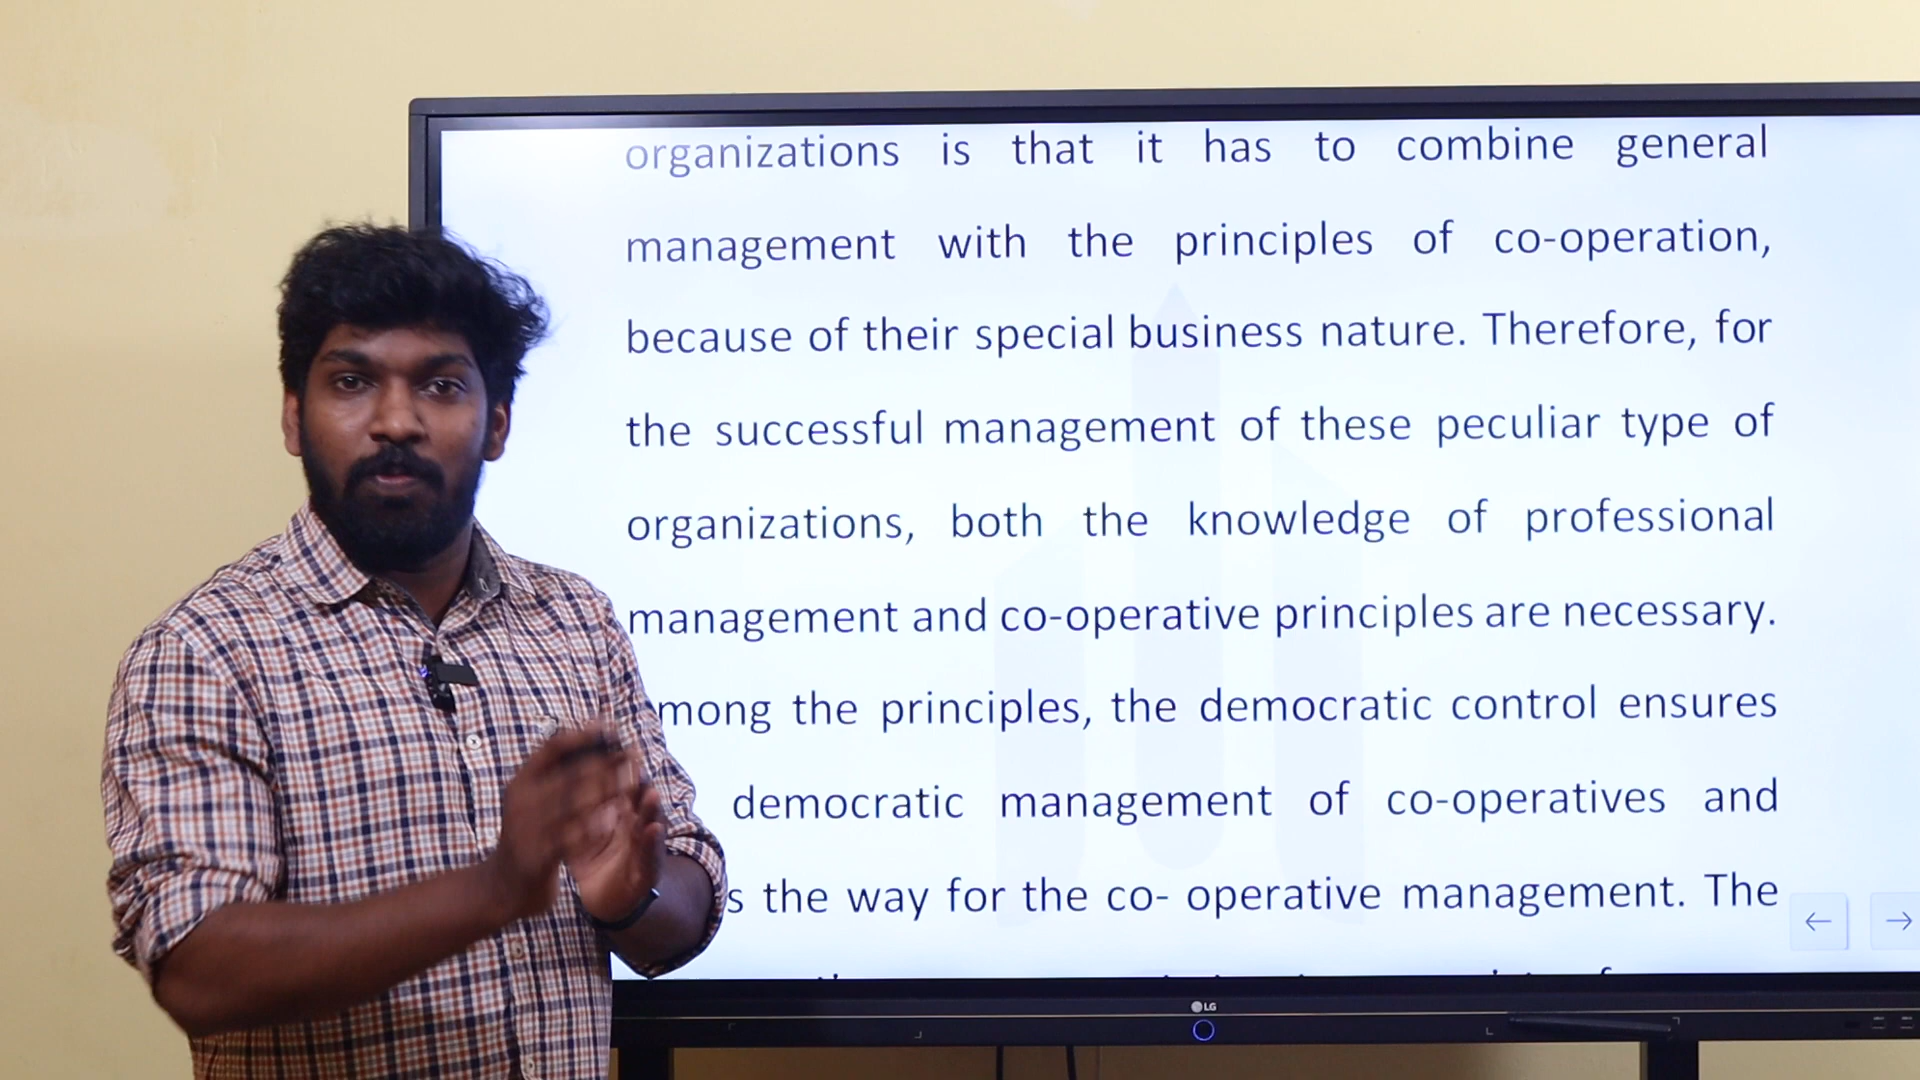 organizations is that it has to combine general
management with the principles of co-operation,
because of their special business nature. Therefore, for
the successful management of these peculiar type of
organizations, both the knowledge of professional
management and co-operative principles are necessary.
the principles, the democratic control ensures
democratic management of co-operatives and
the way for the co- operative management. The
LG